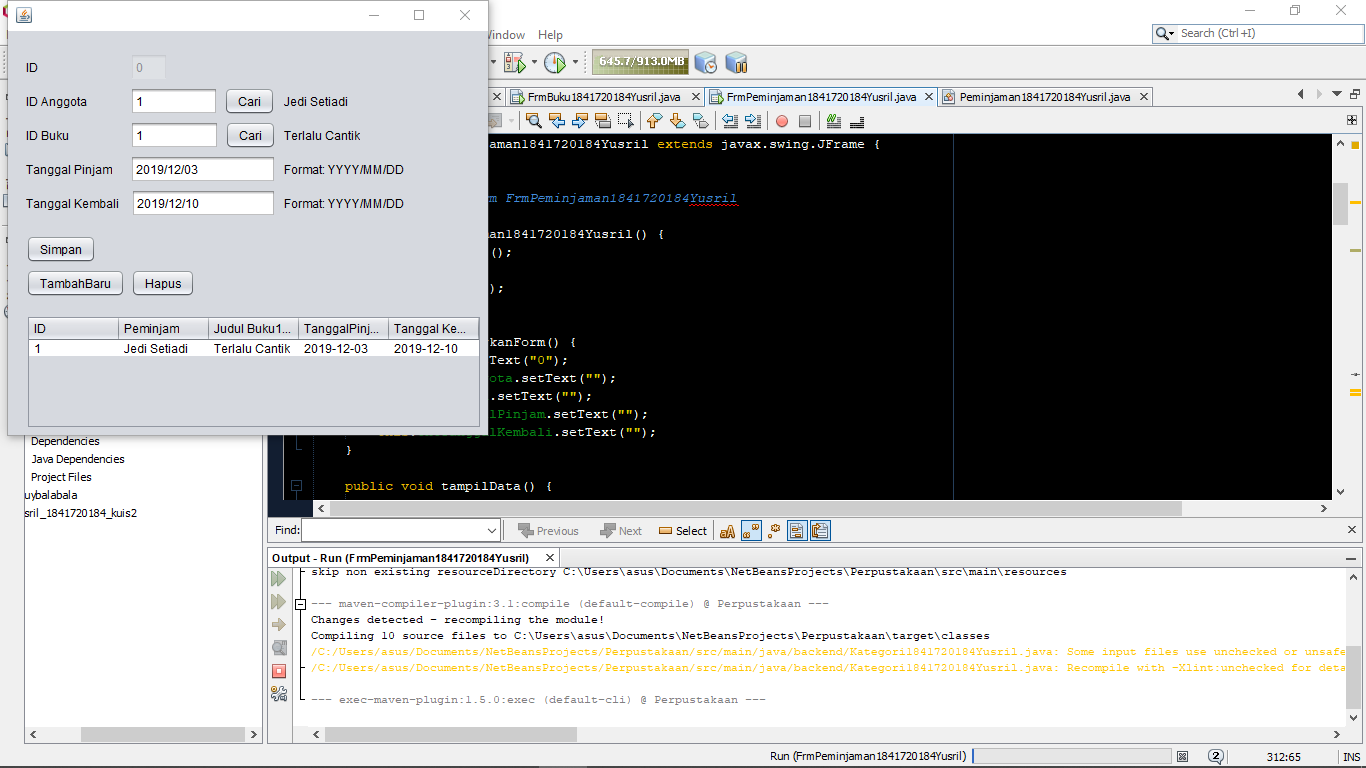 ID 0
ID Anggota 1 Cari Jedi Setiadi
ID Buku 1 Cari Terlalu Cantik
Tanggal Pinjam 2019/12/03 Format: YYYY/MM/DD
Tanggal Kembali 2019/12/10 Format: YYYY/MM/DD
Simpan
TambahBaru Hapus
ID Peminjam Judul Buku1... TanggalPinj... Tanggal Ke...
1 Jedi Setiadi Terlalu Cantik 2019-12-03 2019-12-10
Window Help
Search (Ctrl+I)
645.7/913.0MB
FrmBuku1841720184Yusril.java FrmPeminjaman1841720184Yusril.java Peminjaman1841720184Yusril.java
jaman1841720184Yusril extends javax.swing.JFrame {
FrmPeminjaman1841720184Yusril
man1841720184Yusril() {
();
);
kanForm() {
Text("0");
ota.setText("");
.setText("");
lPinjam.setText("");
lKembali.setText("");
}
public void tampilData() {
Dependencies
Java Dependencies
Project Files
uybalabala
sril_1841720184_kuis2
Find: Previous Next Select
Output - Run (FrmPeminjaman1841720184Yusril)
skip non existing resourceDirectory C:\Users\asus\Documents\NetBeansProjects\Perpustakaan\src\main\resources
--- maven-compiler-plugin:3.1:compile (default-compile) @ Perpustakaan ---
Changes detected - recompiling the module!
Compiling 10 source files to C:\Users\asus\Documents\NetBeansProjects\Perpustakaan\target\classes
/C:/Users/asus/Documents/NetBeansProjects/Perpustakaan/src/main/java/backend/Kategori1841720184Yusril.java: Some input files use unchecked or unsafe
/C:/Users/asus/Documents/NetBeansProjects/Perpustakaan/src/main/java/backend/Kategori1841720184Yusril.java: Recompile with -Xlint:unchecked for deta
--- exec-maven-plugin:1.5.0:exec (default-cli) @ Perpustakaan ---
Run (FrmPeminjaman1841720184Yusril) 2 312:65 INS